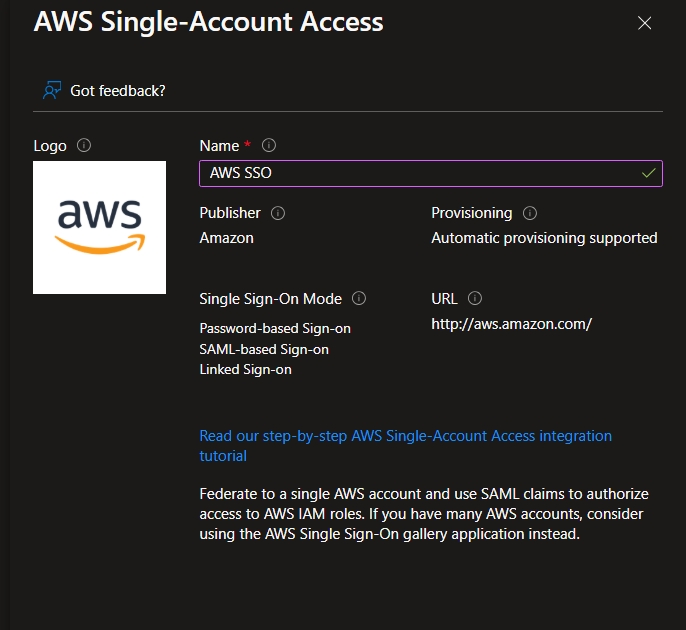 AWS Single-Account Access
Got feedback?
Logo
aws
Name *
AWS SSO
Publisher
Amazon
Provisioning
Automatic provisioning supported
Single Sign-On Mode
Password-based Sign-on
SAML-based Sign-on
Linked Sign-on
URL
http://aws.amazon.com/
Read our step-by-step AWS Single-Account Access integration
tutorial
Federate to a single AWS account and use SAML claims to authorize
access to AWS IAM roles. If you have many AWS accounts, consider
using the AWS Single Sign-On gallery application instead.